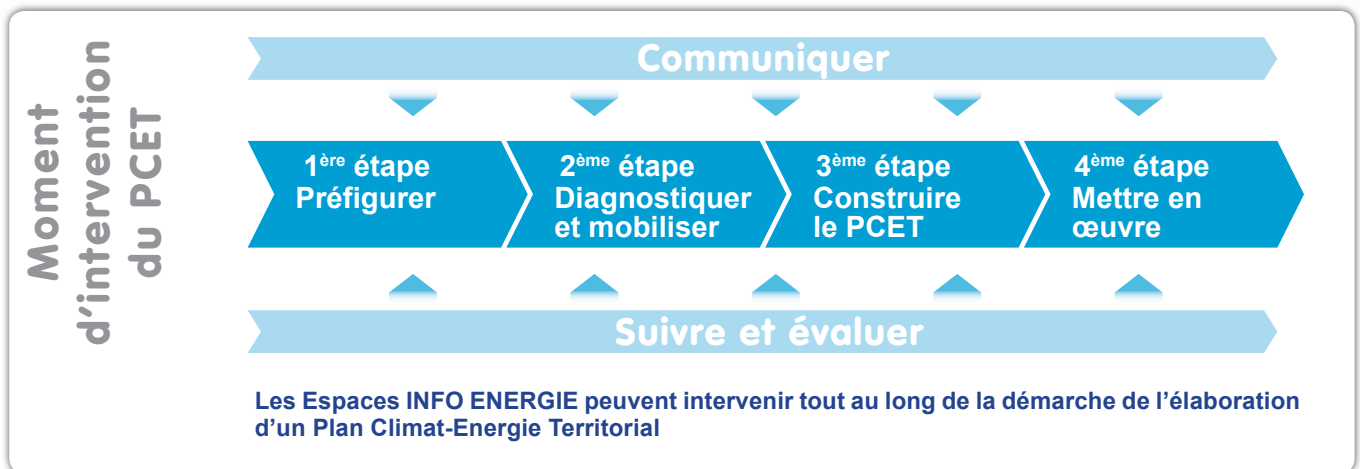 Moment
d'intervention
du PCET
Communiquer
1ère étape
Préfigurer
2ème étape
Diagnostiquer
et mobiliser
3ème étape
Construire
le PCET
4ème étape
Mettre en
œuvre
Suivre et évaluer
Les Espaces INFO ENERGIE peuvent intervenir tout au long de la démarche de l’élaboration
d’un Plan Climat-Energie Territorial